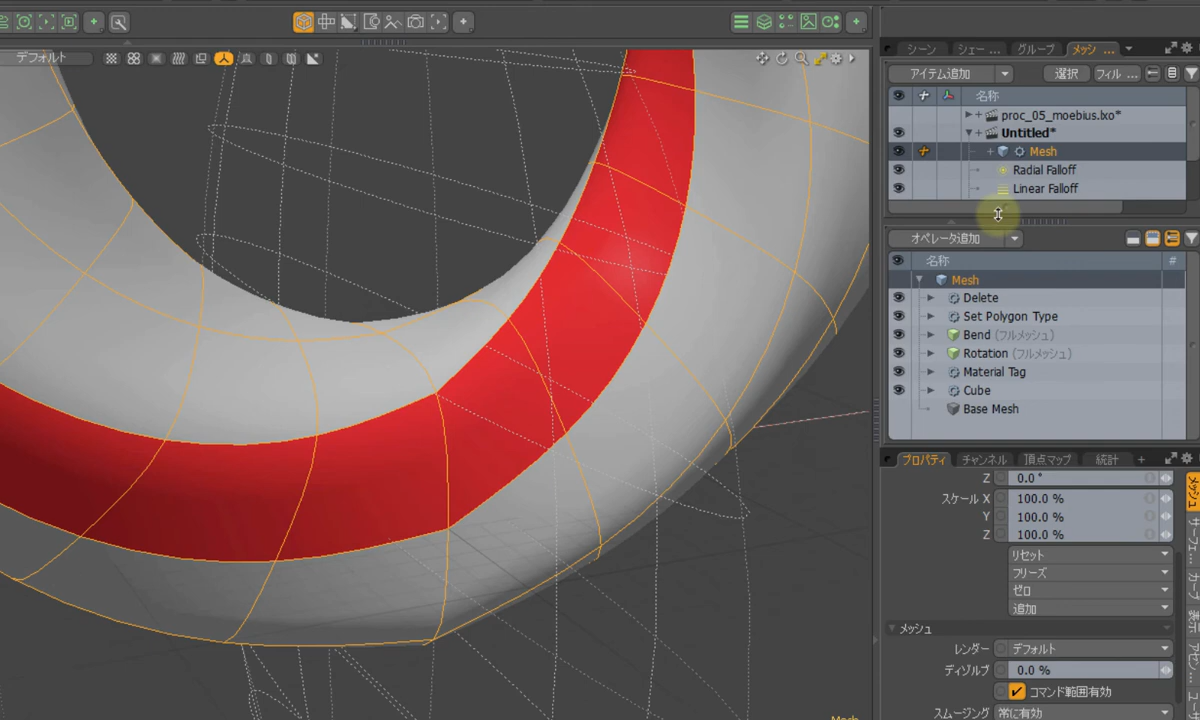 デフォルト
シーン シェー ... グループ メッシ ...
アイテム追加 選択 フィル ...
名称
proc_05_moebius.lxo*
Untitled*
Mesh
Radial Falloff
Linear Falloff
オペレータ追加
名称 #
Mesh
Delete
Set Polygon Type
Bend (フルメッシュ)
Rotation (フルメッシュ)
Material Tag
Cube
Base Mesh
プロパティ チャンネル 頂点マップ 統計 +
Z 0.0 °
スケール X 100.0 %
Y 100.0 %
Z 100.0 %
リセット
フリーズ
ゼロ
追加
メッシュ
レンダー デフォルト
ディゾルブ 0.0 %
コマンド範囲有効
スムージング 常に有効
メッシュ
サーフェ ...
カーブ
表示
アセン ...
Mesh